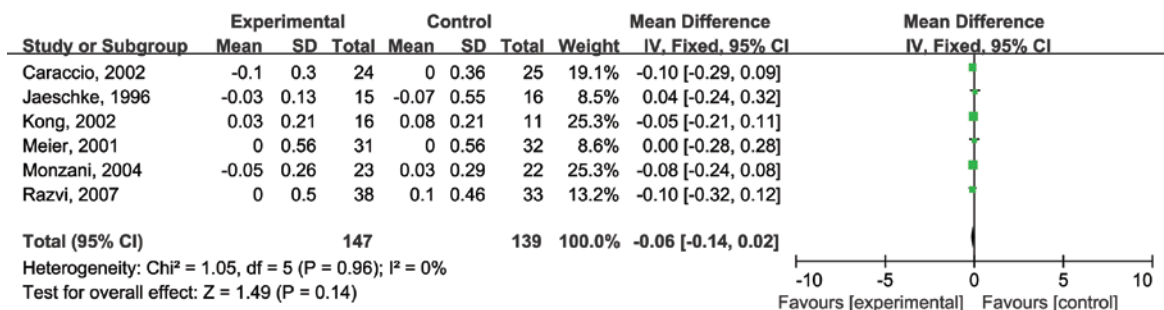 Experimental Control Mean Difference Mean Difference
Study or Subgroup Mean SD Total Mean SD Total Weight IV, Fixed, 95% CI IV, Fixed, 95% CI
Caraccio, 2002 -0.1 0.3 24 0 0.36 25 19.1% -0.10 [-0.29, 0.09]
Jaeschke, 1996 -0.03 0.13 15 -0.07 0.55 16 8.5% 0.04 [-0.24, 0.32]
Kong, 2002 0.03 0.21 16 0.08 0.21 11 25.3% -0.05 [-0.21, 0.11]
Meier, 2001 0 0.56 31 0 0.56 32 8.6% 0.00 [-0.28, 0.28]
Monzani, 2004 -0.05 0.26 23 0.03 0.29 22 25.3% -0.08 [-0.24, 0.08]
Razvi, 2007 0 0.5 38 0.1 0.46 33 13.2% -0.10 [-0.32, 0.12]
Total (95% CI) 147 139 100.0% -0.06 [-0.14, 0.02]
Heterogeneity: Chi² = 1.05, df = 5 (P = 0.96); I² = 0%
Test for overall effect: Z = 1.49 (P = 0.14)
-10 -5 0 5 10
Favours [experimental] Favours [control]